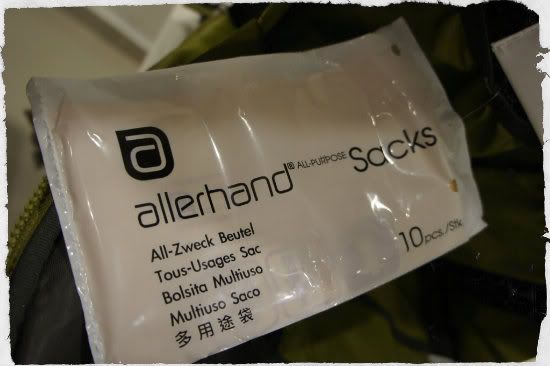 a
allerhand® ALL-PURPOSE Sacks
All-Zweck Beutel
Tous-Usages Sac
Bolsita Multiuso
Multiuso Saco
多用途袋
10 pcs./Stk